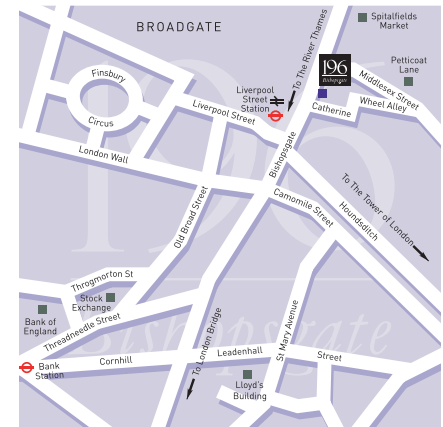 BROADGATE
Spitalfields
Market
To The River Thames
196
Bishopsgate
Petticoat
Lane
Finsbury
Circus
Liverpool
Street
Station
Middlesex Street
Liverpool Street
Catherine
Wheel Alley
London Wall
Bishopsgate
To The Tower of London
Camomile Street
Houndsditch
Old Broad Street
Throgmorton St
Stock
Exchange
Bank of
England
Threadneedle Street
St Mary Avenue
To London Bridge
Bank
Station
Cornhill
Leadenhall
Street
Lloyd's
Building
196
Bishopsgate